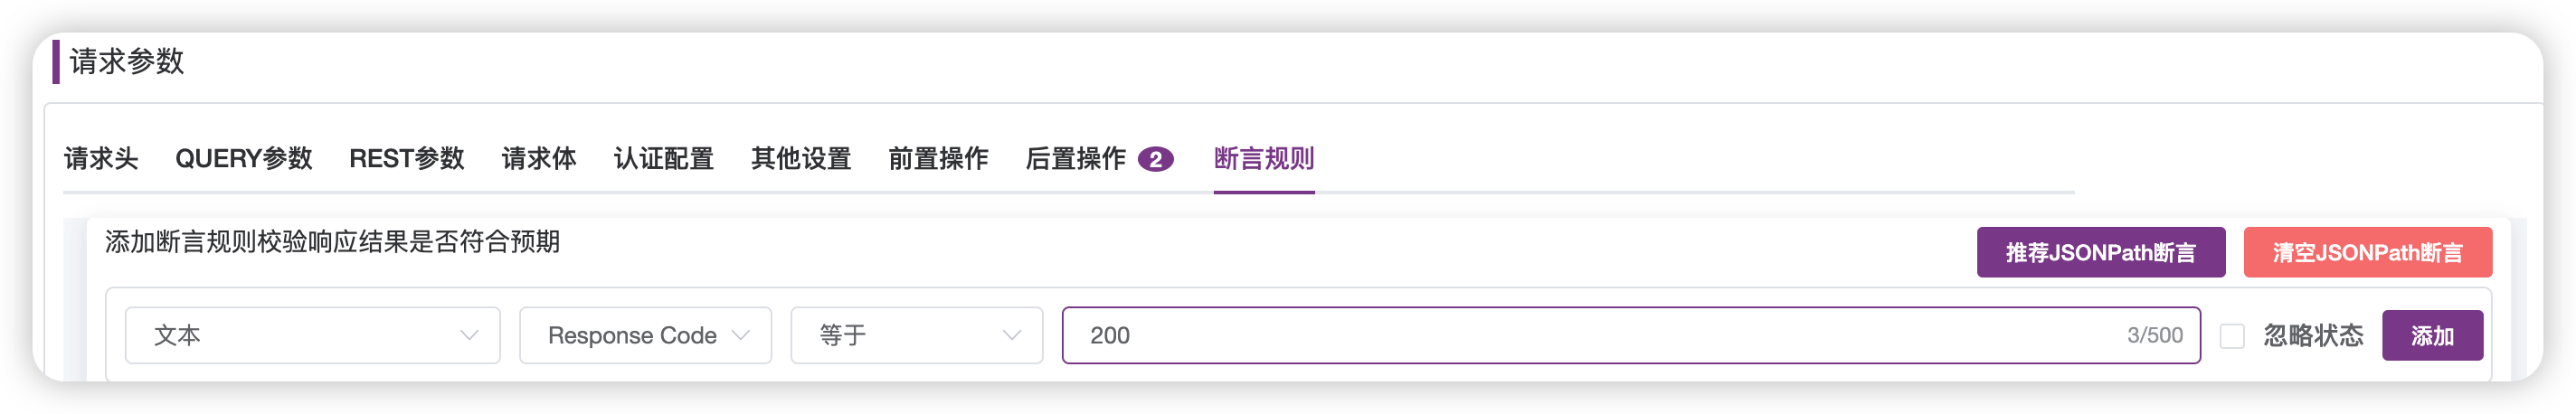 请求参数
请求头 QUERY参数 REST参数 请求体 认证配置 其他设置 前置操作 后置操作 2 断言规则
添加断言规则校验响应结果是否符合预期 推荐JSONPath断言 清空JSONPath断言
文本 Response Code 等于 200 3/500 忽略状态 添加